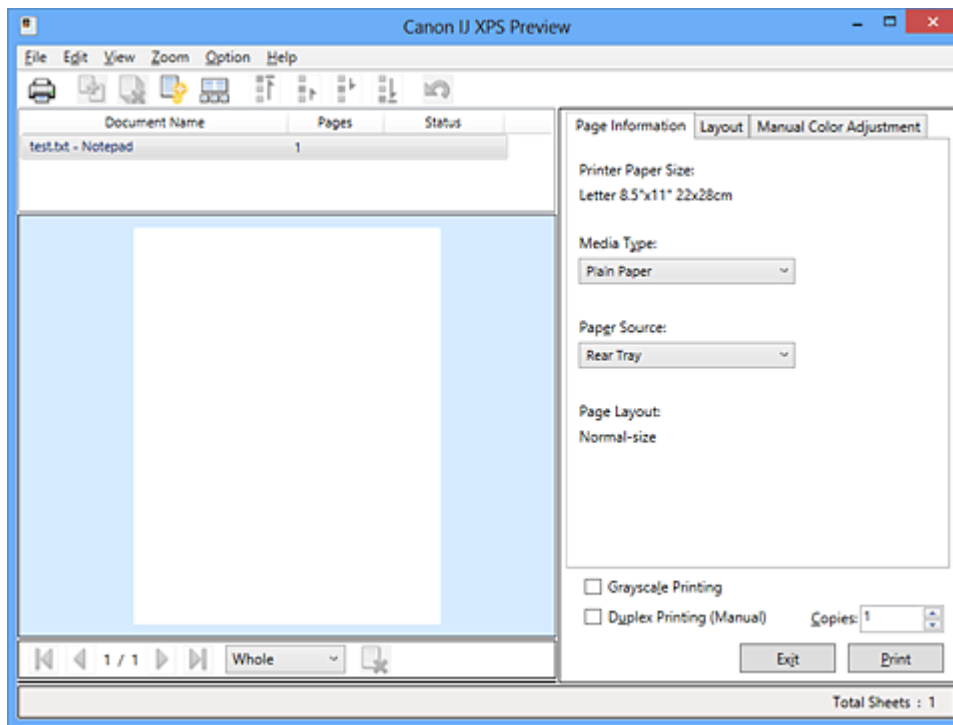 Canon IJ XPS Preview
File Edit View Zoom Option Help
Document Name Pages Status
test.txt - Notepad 1
Page Information Layout Manual Color Adjustment
Printer Paper Size:
Letter 8.5"x11" 22x28cm
Media Type:
Plain Paper
Paper Source:
Rear Tray
Page Layout:
Normal-size
Grayscale Printing
Duplex Printing (Manual) Copies: 1
1 / 1 Whole
Exit Print
Total Sheets : 1